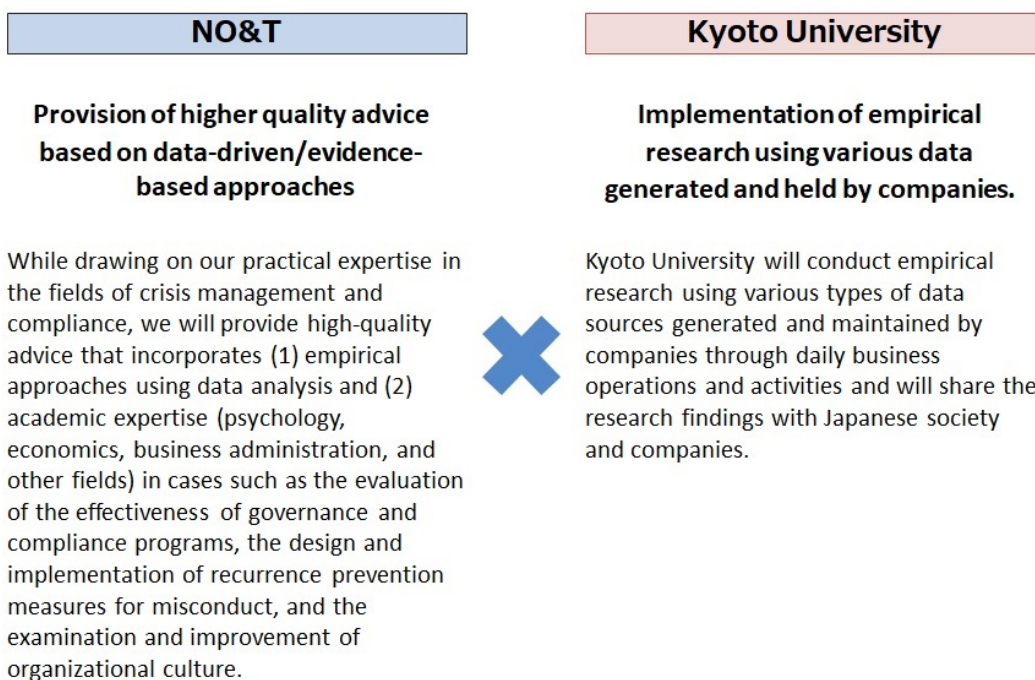 NO&T
Provision of higher quality advice
based on data-driven/evidence-
based approaches
While drawing on our practical expertise in
the fields of crisis management and
compliance, we will provide high-quality
advice that incorporates (1) empirical
approaches using data analysis and (2)
academic expertise (psychology,
economics, business administration, and
other fields) in cases such as the evaluation
of the effectiveness of governance and
compliance programs, the design and
implementation of recurrence prevention
measures for misconduct, and the
examination and improvement of
organizational culture.
Kyoto University
Implementation of empirical
research using various data
generated and held by companies.
Kyoto University will conduct empirical
research using various types of data
sources generated and maintained by
companies through daily business
operations and activities and will share the
research findings with Japanese society
and companies.